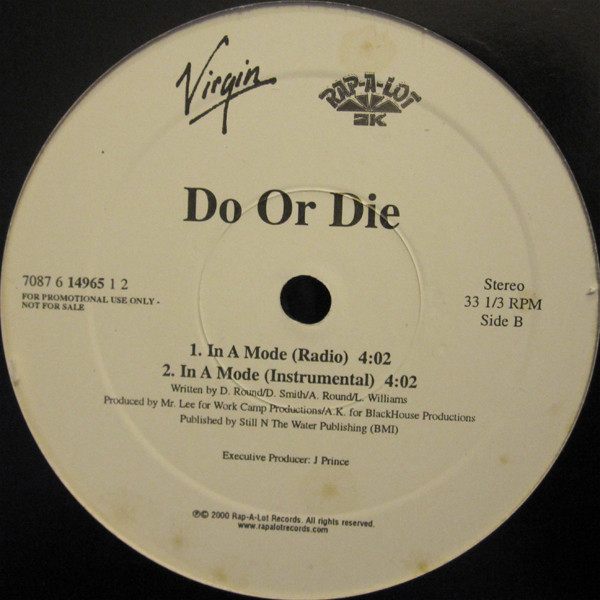 Virgin
RAP-A-LOT
2K
Do Or Die
7087 6 14965 1 2
FOR PROMOTIONAL USE ONLY -
NOT FOR SALE
Stereo
33 1/3 RPM
Side B
1. In A Mode (Radio) 4:02
2. In A Mode (Instrumental) 4:02
Written by D. Round/D. Smith/A. Round/L. Williams
Produced by Mr. Lee for Work Camp Productions/A.K. for BlackHouse Productions
Published by Still N The Water Publishing (BMI)
Executive Producer: J Prince
℗© 2000 Rap-A-Lot Records. All rights reserved.
www.rapalotrecords.com